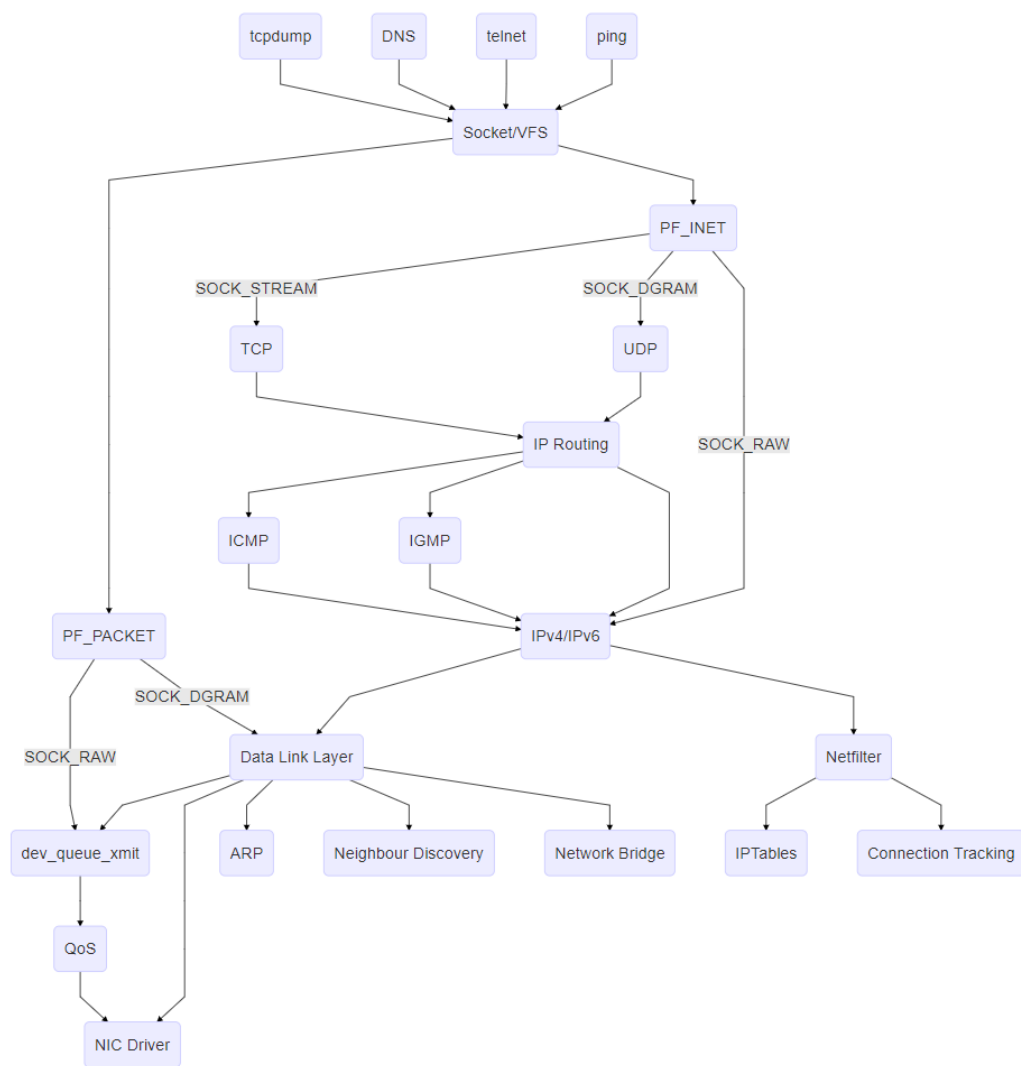 tcpdump
DNS
telnet
ping
Socket/VFS
PF_INET
SOCK_STREAM
SOCK_DGRAM
TCP
UDP
IP Routing
SOCK_RAW
ICMP
IGMP
PF_PACKET
IPv4/IPv6
SOCK_DGRAM
SOCK_RAW
Data Link Layer
Netfilter
dev_queue_xmit
ARP
Neighbour Discovery
Network Bridge
IPTables
Connection Tracking
QoS
NIC Driver